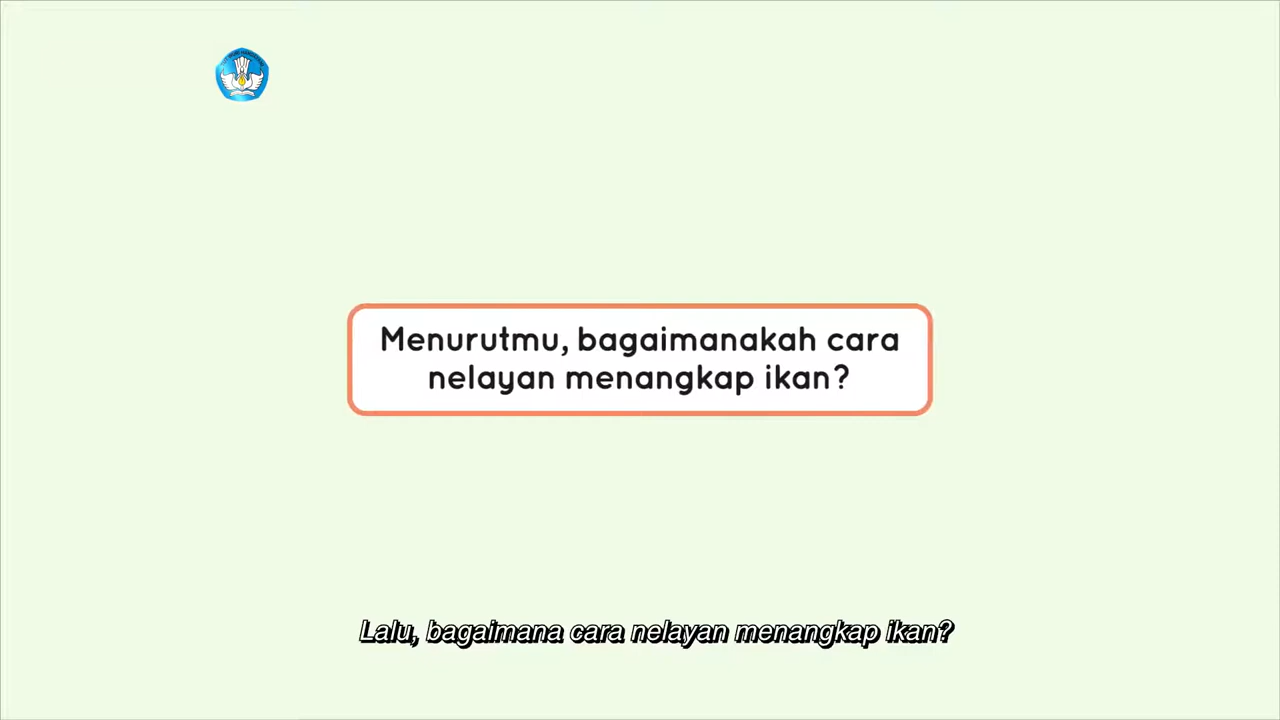 Menurutmu, bagaimanakah cara
nelayan menangkap ikan?
Lalu, bagaimana cara nelayan menangkap ikan?